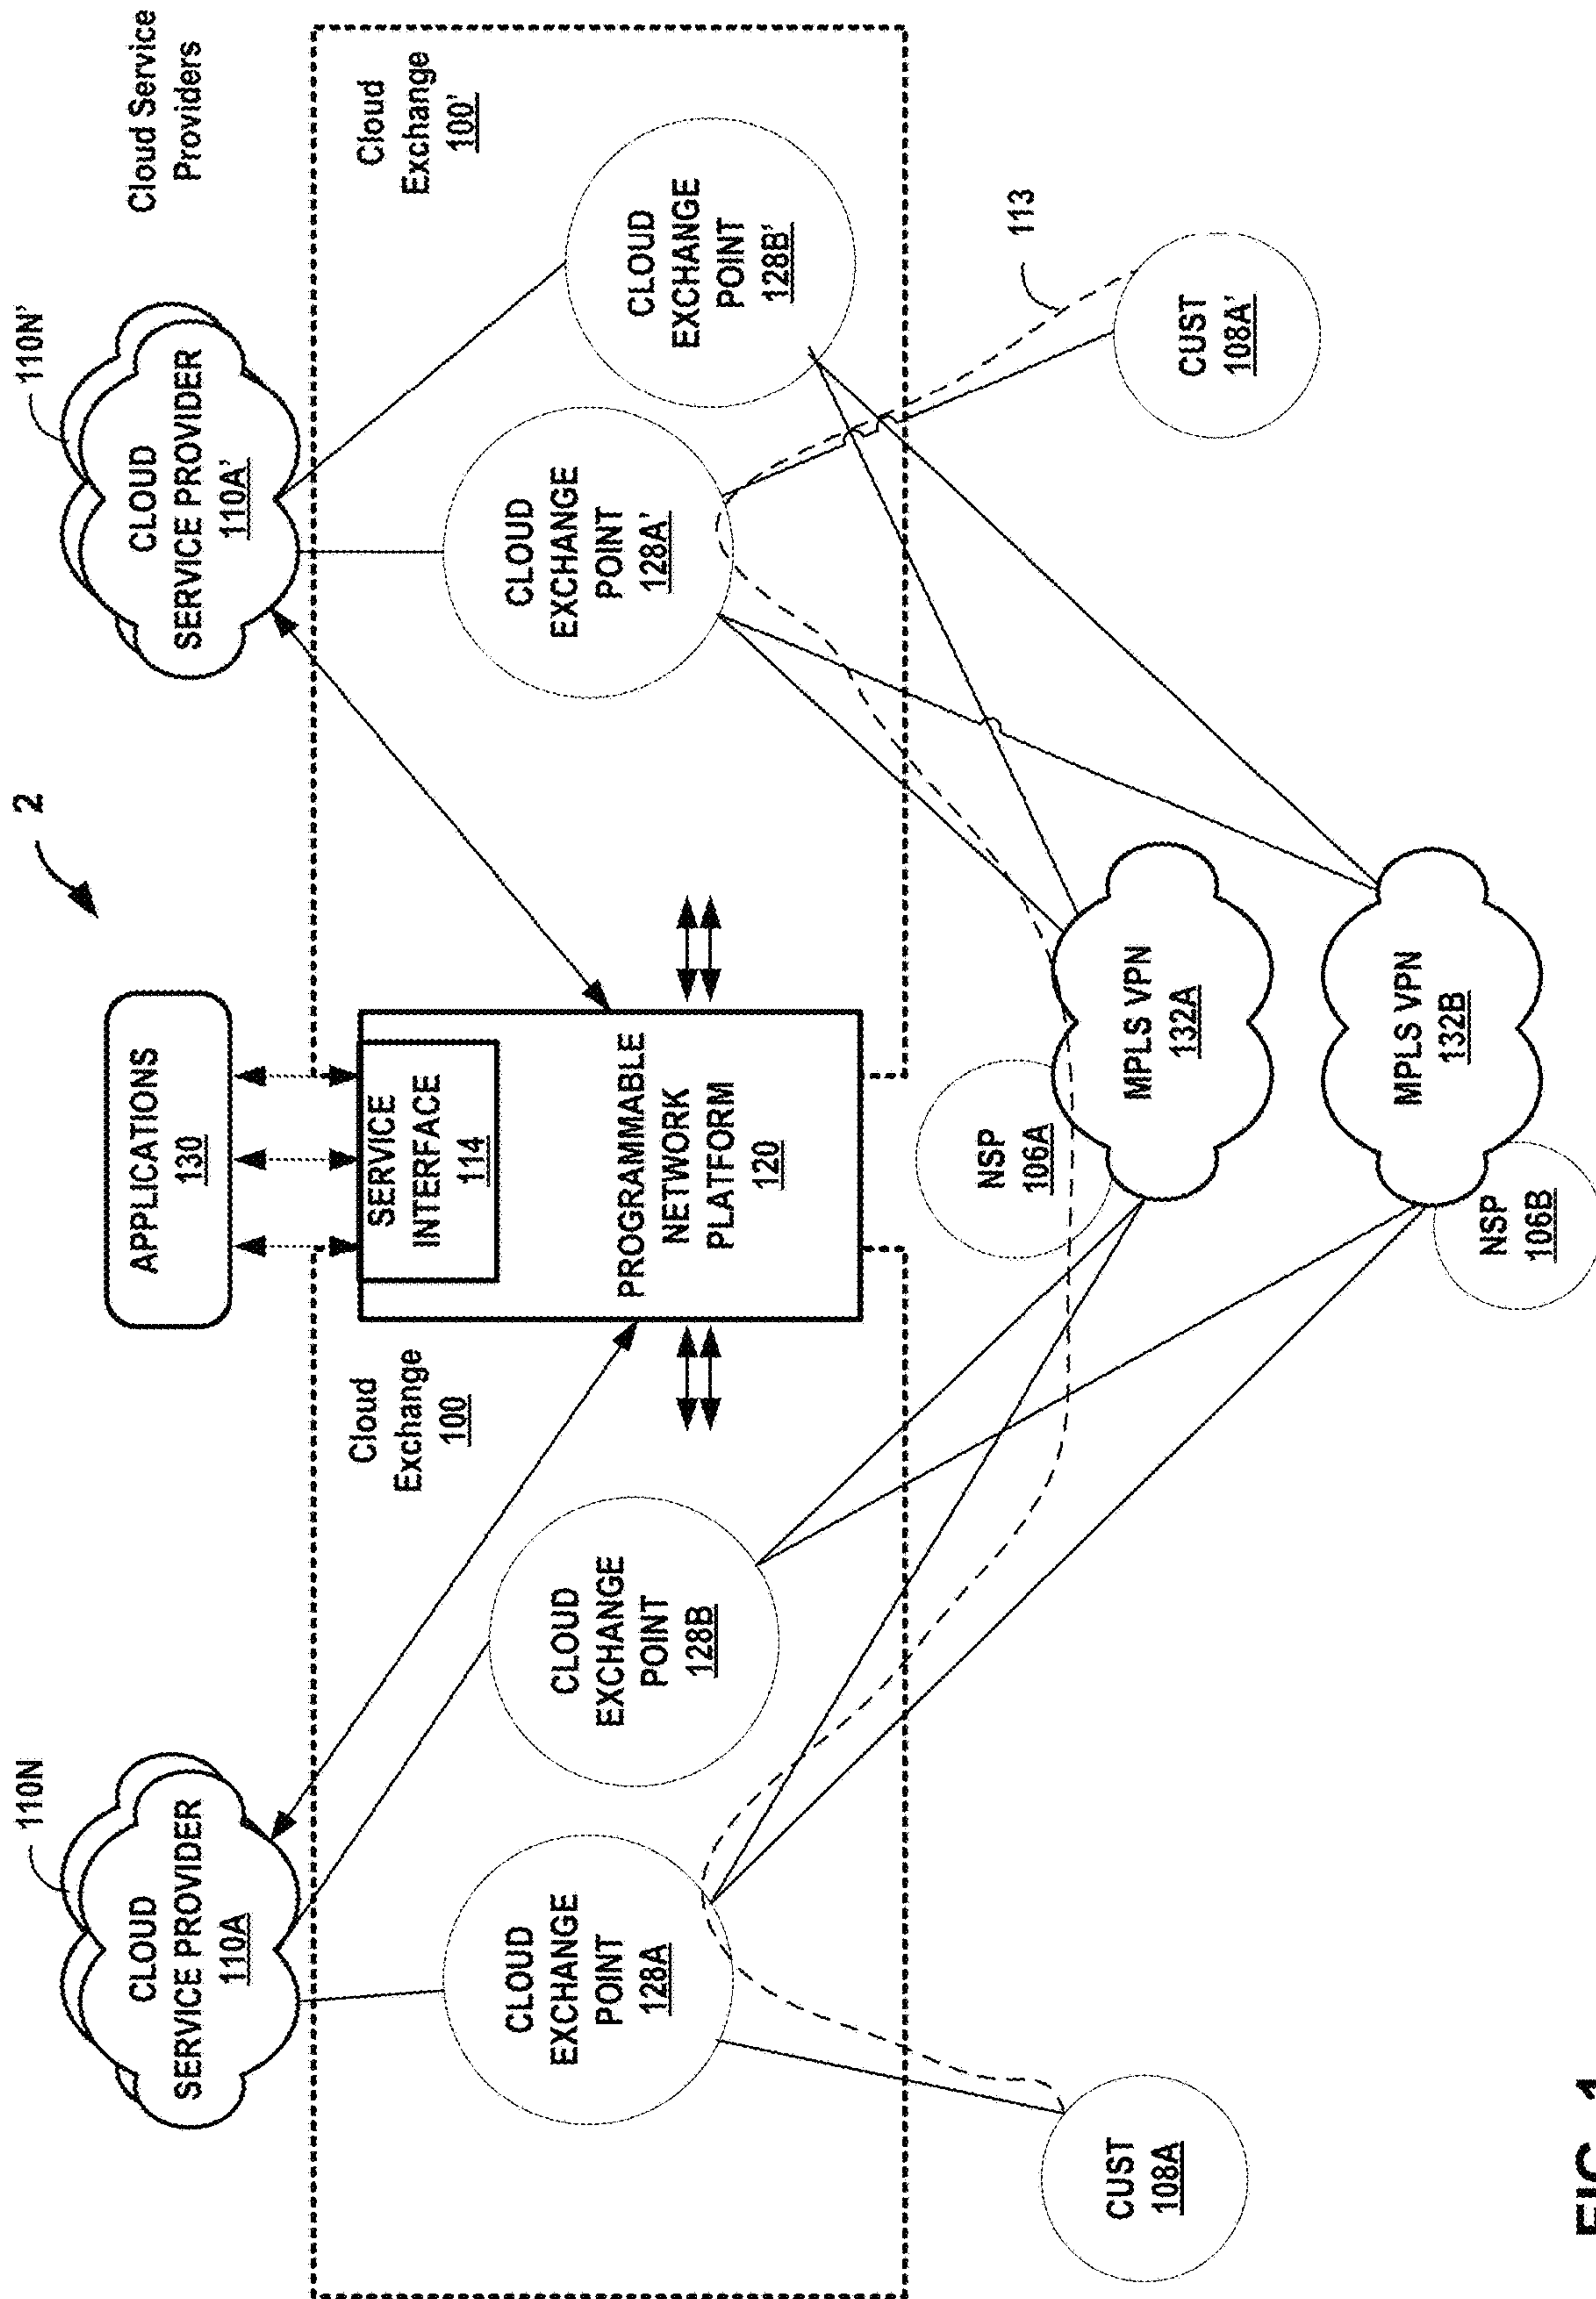 2
110N
CLOUD
SERVICE PROVIDER
110A
APPLICATIONS
130
110N'
CLOUD
SERVICE PROVIDER
110A'
Cloud Service
Providers
Cloud
Exchange
100
SERVICE
INTERFACE
114
PROGRAMMABLE
NETWORK
PLATFORM
120
Cloud
Exchange
100'
CLOUD
EXCHANGE
POINT
128A
CLOUD
EXCHANGE
POINT
128B
CLOUD
EXCHANGE
POINT
128A'
CLOUD
EXCHANGE
POINT
128B'
113
NSP
106A
MPLS VPN
132A
CUST
108A
CUST
108A'
MPLS VPN
132B
NSP
106B
FIG. 1